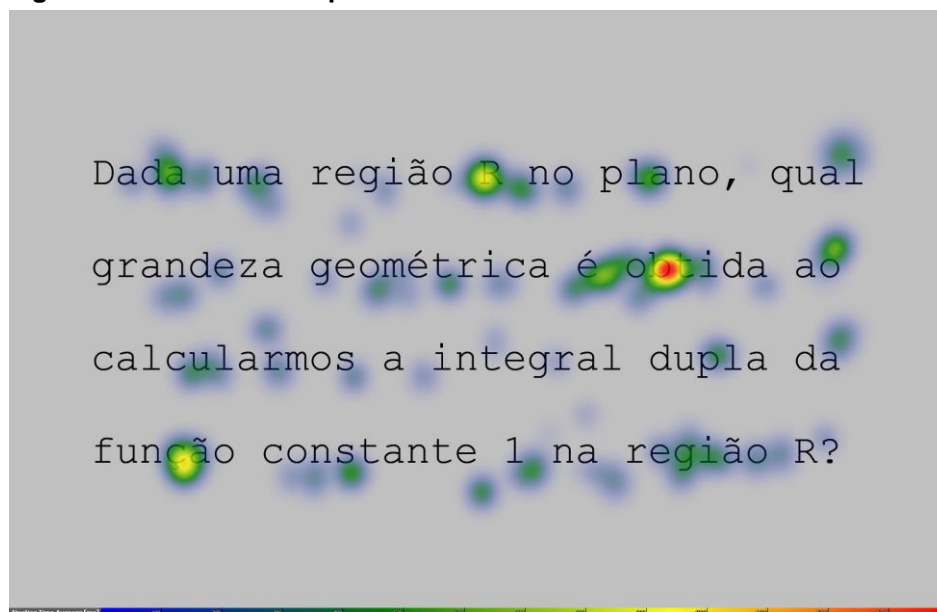 Dada uma região R no plano, qual
grandeza geométrica é obtida ao
calcularmos a integral dupla da
função constante 1 na região R?